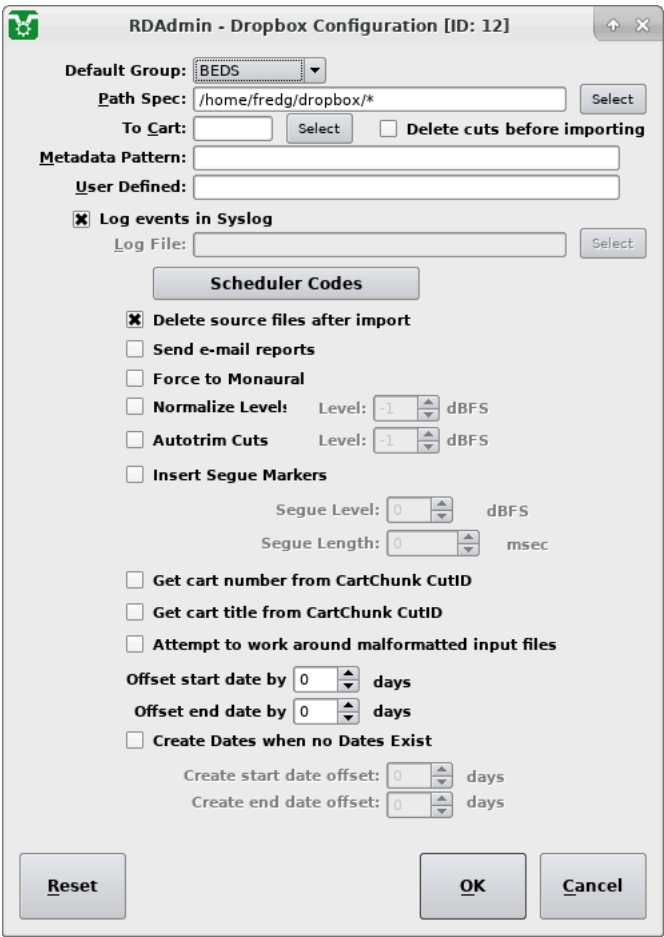 RDAdmin - Dropbox Configuration [ID: 12]
Default Group: BEDS
Path Spec: /home/fredg/dropbox/* Select
To Cart: Select Delete cuts before importing
Metadata Pattern:
User Defined:
Log events in Syslog
Log File: Select
Scheduler Codes
Delete source files after import
Send e-mail reports
Force to Monaural
Normalize Levels Level: -1 dBFS
Autotrim Cuts Level: -1 dBFS
Insert Segue Markers
Segue Level: 0 dBFS
Segue Length: 0 msec
Get cart number from CartChunk CutID
Get cart title from CartChunk CutID
Attempt to work around malformatted input files
Offset start date by 0 days
Offset end date by 0 days
Create Dates when no Dates Exist
Create start date offset: 0 days
Create end date offset: 0 days
Reset OK Cancel